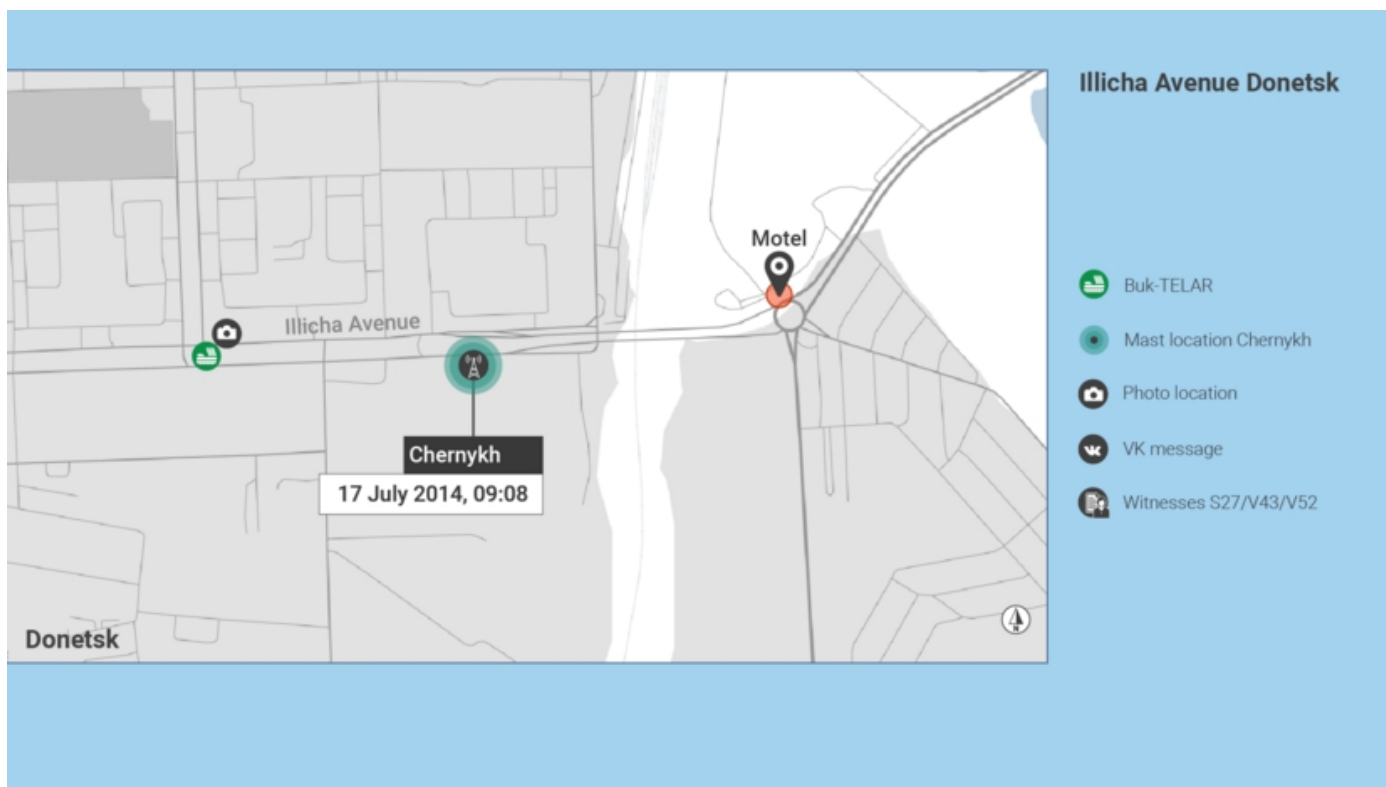 Illicha Avenue Donetsk
Motel
Illicha Avenue
Chernykh
17 July 2014, 09:08
Donetsk
N
Buk-TELAR
Mast location Chernykh
Photo location
VK message
Witnesses S27/V43/V52